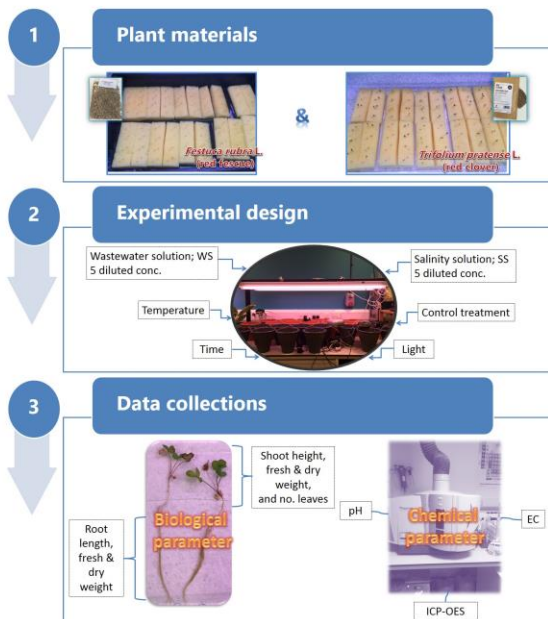 1
Plant materials
Festuca rubra L.
(red fescue)
&
Trifolium pratense L.
(red clover)
2
Experimental design
Wastewater solution; WS
5 diluted conc.
Salinity solution; SS
5 diluted conc.
Temperature
Control treatment
Time
Light
3
Data collections
Shoot height,
fresh & dry
weight,
and no. leaves
Root
length,
fresh &
dry
weight
Biological
parameter
pH
Chemical
parameter
EC
ICP-OES